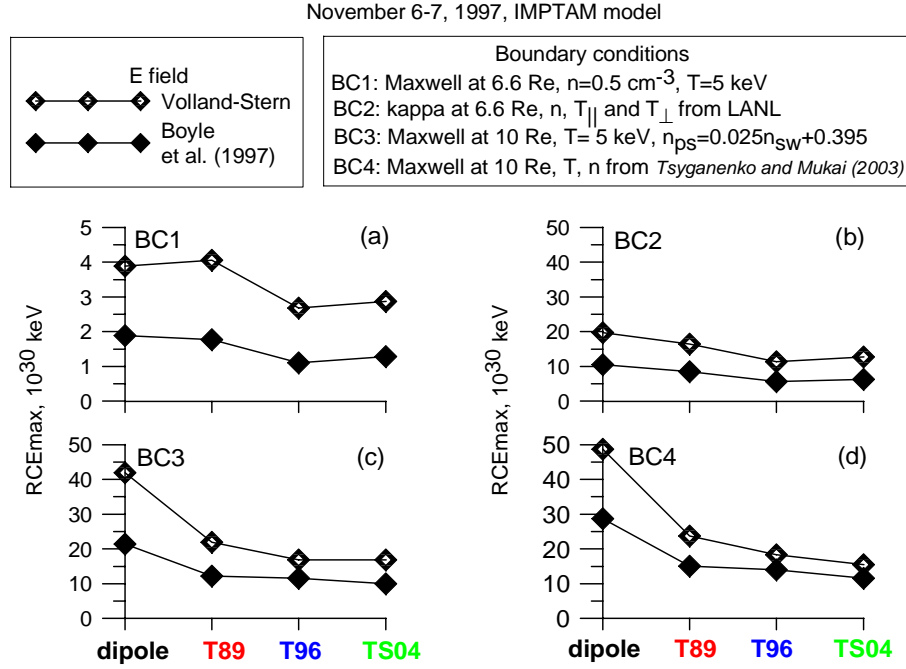 November 6-7, 1997, IMPTAM model
E field
Volland-Stern
Boyle
et al. (1997)
Boundary conditions
BC1: Maxwell at 6.6 Re, n=0.5 cm⁻³, T=5 keV
BC2: kappa at 6.6 Re, n, T|| and T⊥ from LANL
BC3: Maxwell at 10 Re, T= 5 keV, nps=0.025nsw+0.395
BC4: Maxwell at 10 Re, T, n from Tsyganenko and Mukai (2003)
RCEmax, 10³⁰ keV
BC1
(a)
5
4
3
2
1
0
RCEmax, 10³⁰ keV
BC2
(b)
50
40
30
20
10
0
BC3
(c)
50
40
30
20
10
0
dipole
T89
T96
TS04
BC4
(d)
50
40
30
20
10
0
dipole
T89
T96
TS04